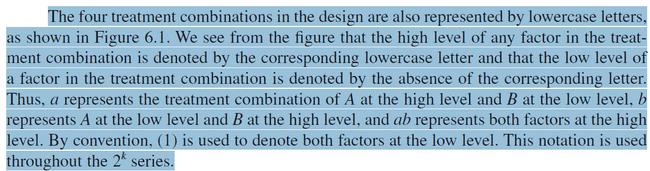 The four treatment combinations in the design are also represented by lowercase letters,
as shown in Figure 6.1. We see from the figure that the high level of any factor in the treat-
ment combination is denoted by the corresponding lowercase letter and that the low level of
a factor in the treatment combination is denoted by the absence of the corresponding letter.
Thus, a represents the treatment combination of A at the high level and B at the low level, b
represents A at the low level and B at the high level, and ab represents both factors at the high
level. By convention, (1) is used to denote both factors at the low level. This notation is used
throughout the 2ᵏ series.